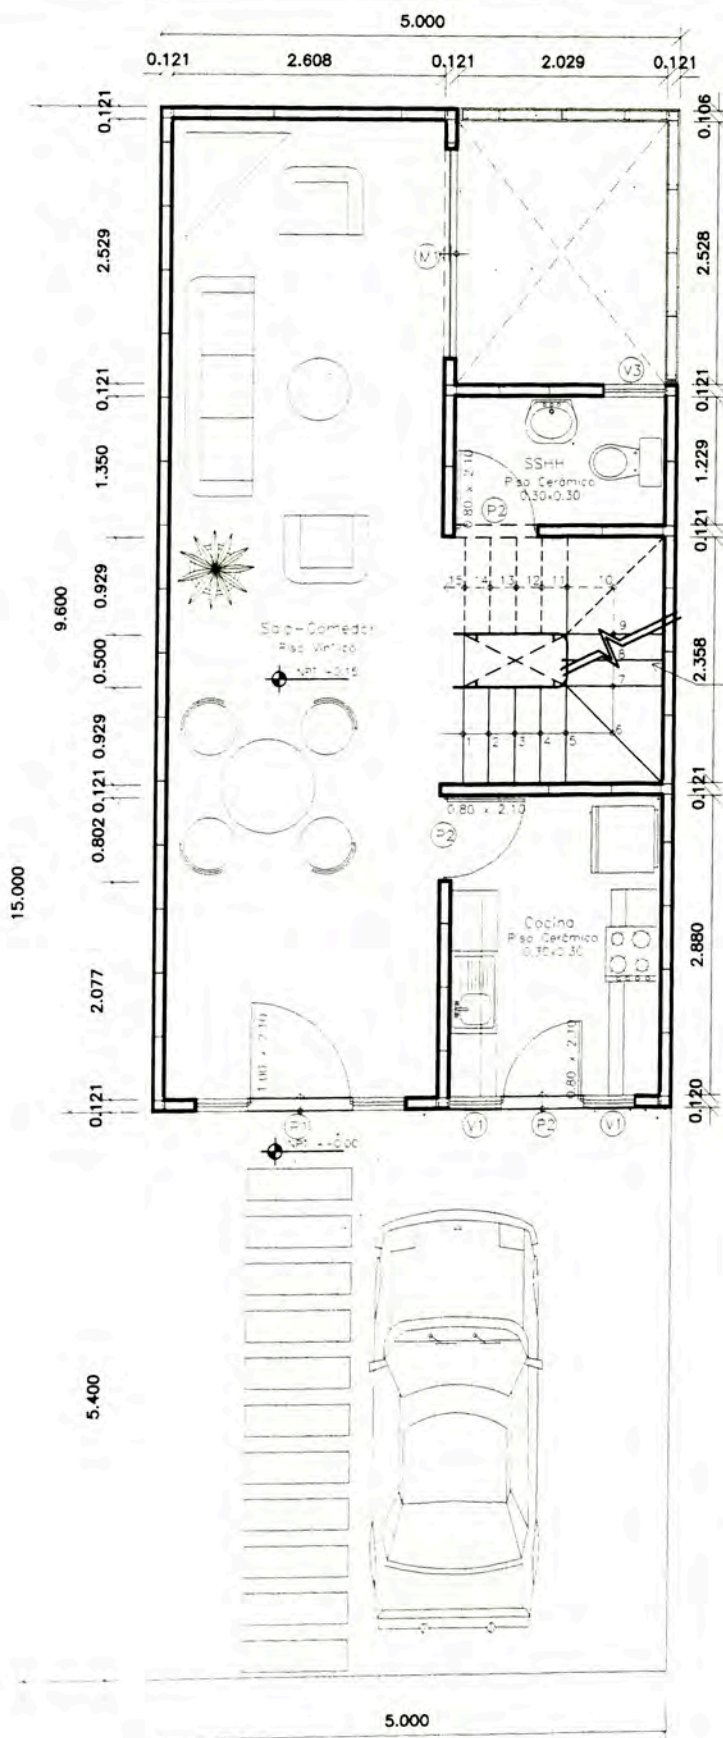 5.000
0.121 2.608 0.121 2.029 0.121
0.121
0.106
2.529
M1
2.528
0.121
V3
0.121
1.350
SSHH
Piso Cerámico
0.30x0.30
0.80 x 2.10
P2
1.229
0.121
9.600
0.929
15 14 13 12 11 10
9
8
7
6
Sala-Comedor
Piso Vinílico
NPT +0.15
0.500
2.358
0.929
1 2 3 4 5
0.121
0.121
0.802
0.80 x 2.10
P2
15.000
Cocina
Piso Cerámico
0.30x0.30
2.880
2.077
1.00 x 2.10
0.80 x 2.10
0.121
0.120
P1
V1
P2
V1
5.400
5.000